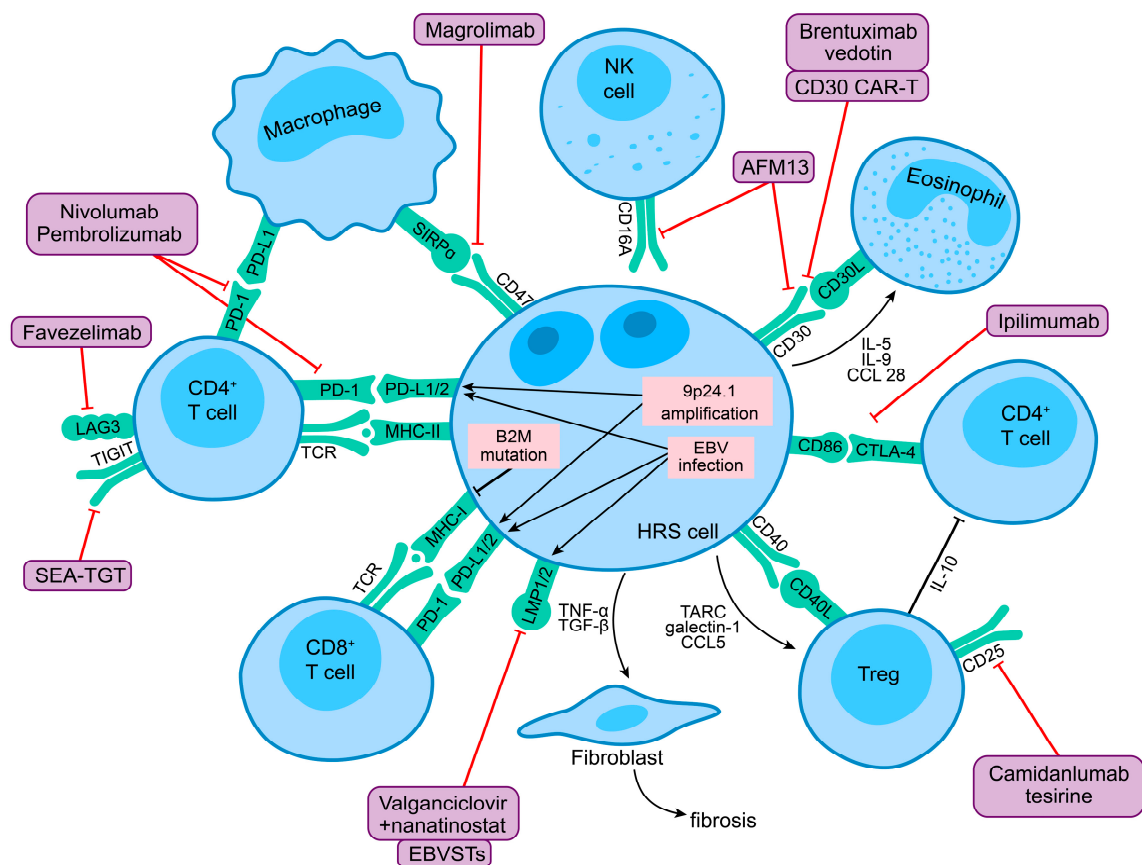 Magrolimab
Brentuximab
vedotin
CD30 CAR-T
NK
cell
Macrophage
AFM13
Eosinophil
Nivolumab
Pembrolizumab
PD-L1
PD-1
SIRPα
CD47
CD16A
CD30L
CD30
IL-5
IL-9
CCL 28
Ipilimumab
Favezelimab
CD4⁺
T cell
LAG3
TIGIT
PD-1
PD-L1/2
TCR
MHC-II
9p24.1
amplification
B2M
mutation
EBV
infection
CD86
CTLA-4
CD4⁺
T cell
HRS cell
SEA-TGT
TCR
MHC-I
PD-1
PD-L1/2
LMP1/2
CD8⁺
T cell
TNF-α
TGF-β
TARC
galectin-1
CCL5
CD40
CD40L
IL-10
Treg
CD25
Fibroblast
fibrosis
Valganciclovir
+nanatinostat
EBVSTs
Camidanlumab
tesirine